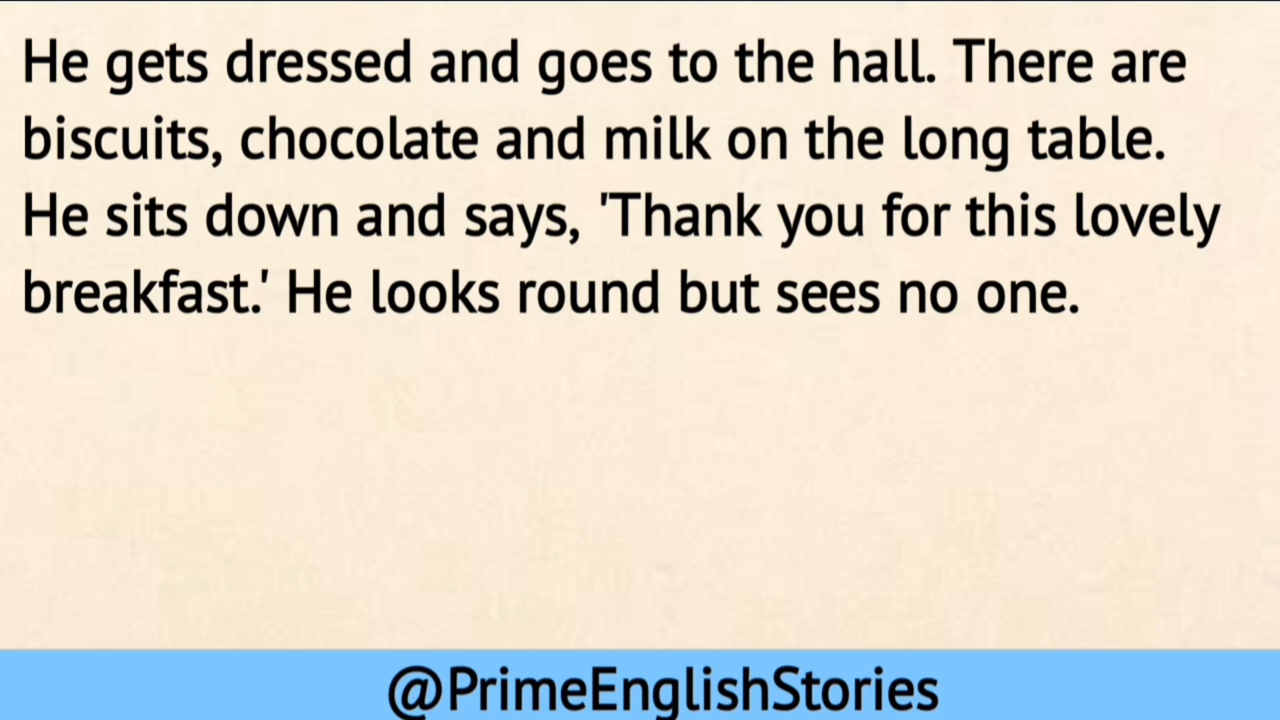 He gets dressed and goes to the hall. There are
biscuits, chocolate and milk on the long table.
He sits down and says, 'Thank you for this lovely
breakfast.' He looks round but sees no one.
@PrimeEnglishStories